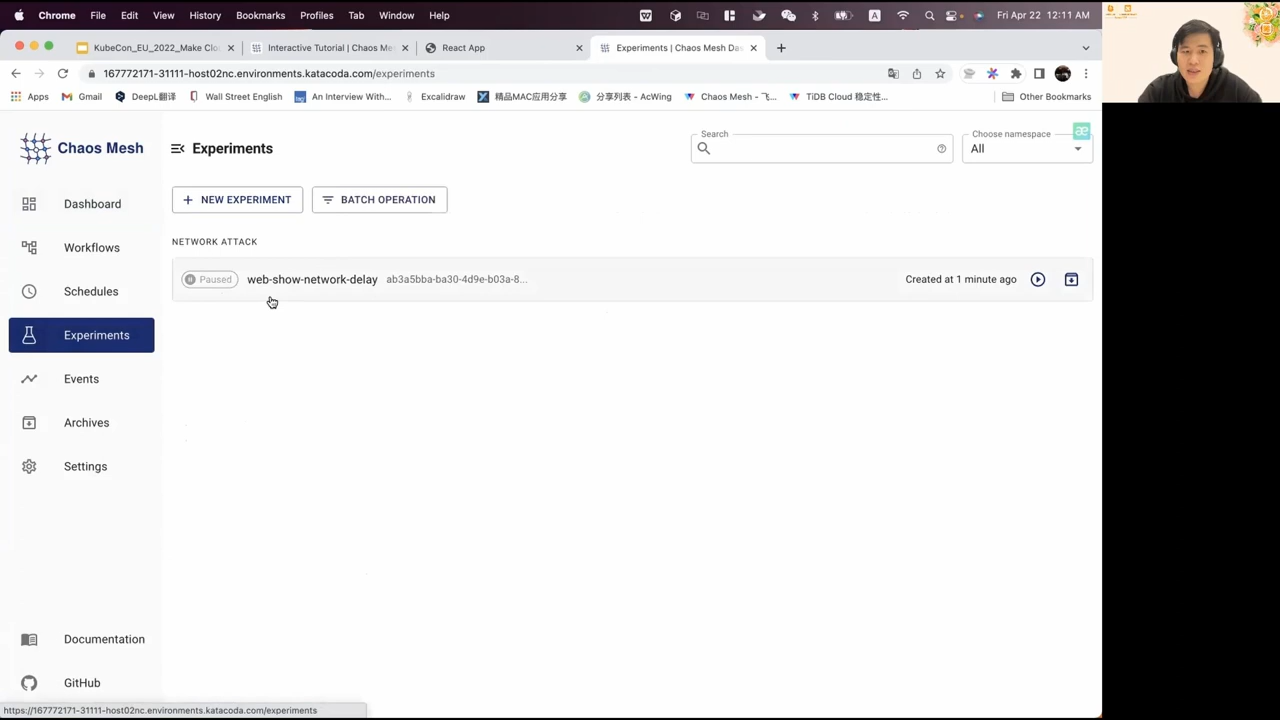 Chrome File Edit View History Bookmarks Profiles Tab Window Help A Fri Apr 22 12:11 AM
KubeCon_EU_2022_Make Clou Interactive Tutorial | Chaos Mes React App Experiments | Chaos Mesh Das
167772171-31111-host02nc.environments.katacoda.com/experiments
Apps Gmail DeepL翻译 Wall Street English An Interview With... Excalidraw 精品MAC应用分享 分享列表 - AcWing Chaos Mesh - 飞... TiDB Cloud 稳定性... Other Bookmarks
Chaos Mesh
Experiments
Search
Choose namespace
All
æ
Dashboard
Workflows
Schedules
Experiments
Events
Archives
Settings
Documentation
GitHub
NEW EXPERIMENT BATCH OPERATION
NETWORK ATTACK
Paused web-show-network-delay ab3a5bba-ba30-4d9e-b03a-8... Created at 1 minute ago
https://167772171-31111-host02nc.environments.katacoda.com/experiments